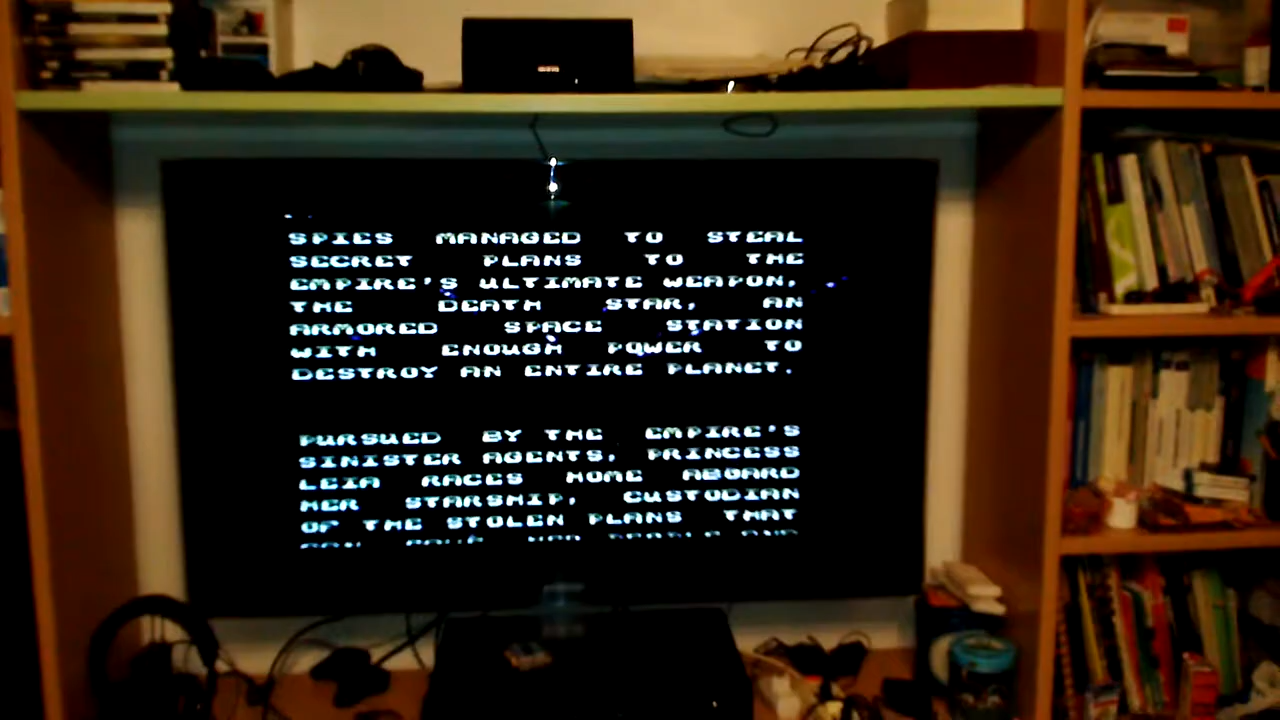 SPIES MANAGED TO STEAL
SECRET PLANS TO THE
EMPIRE'S ULTIMATE WEAPON,
THE DEATH STAR, AN
ARMORED SPACE STATION
WITH ENOUGH POWER TO
DESTROY AN ENTIRE PLANET.
PURSUED BY THE EMPIRE'S
SINISTER AGENTS, PRINCESS
LEIA RACES HOME ABOARD
HER STARSHIP, CUSTODIAN
OF THE STOLEN PLANS THAT